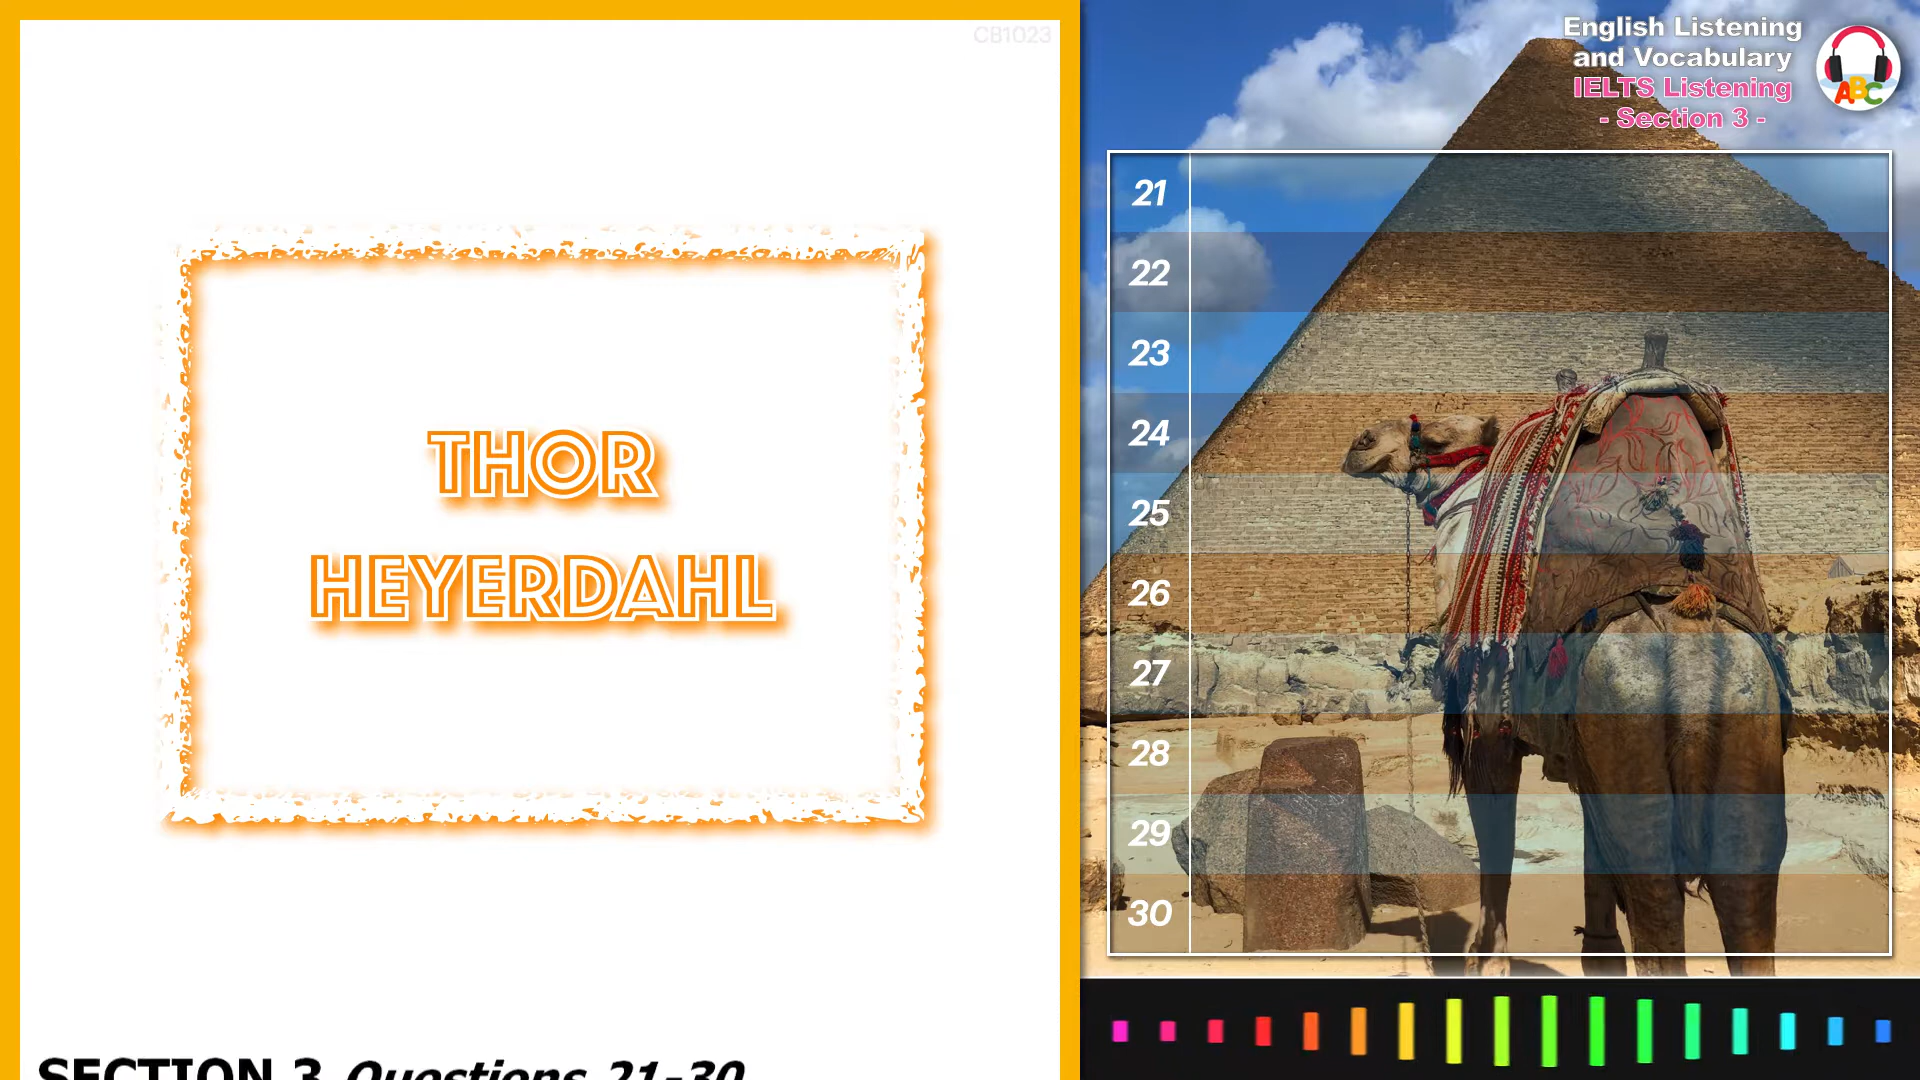 CB1023
THOR
HEYERDAHL
SECTION 3 Questions 21-30
English Listening
and Vocabulary
IELTS Listening
- Section 3 -
ABC
21
22
23
24
25
26
27
28
29
30